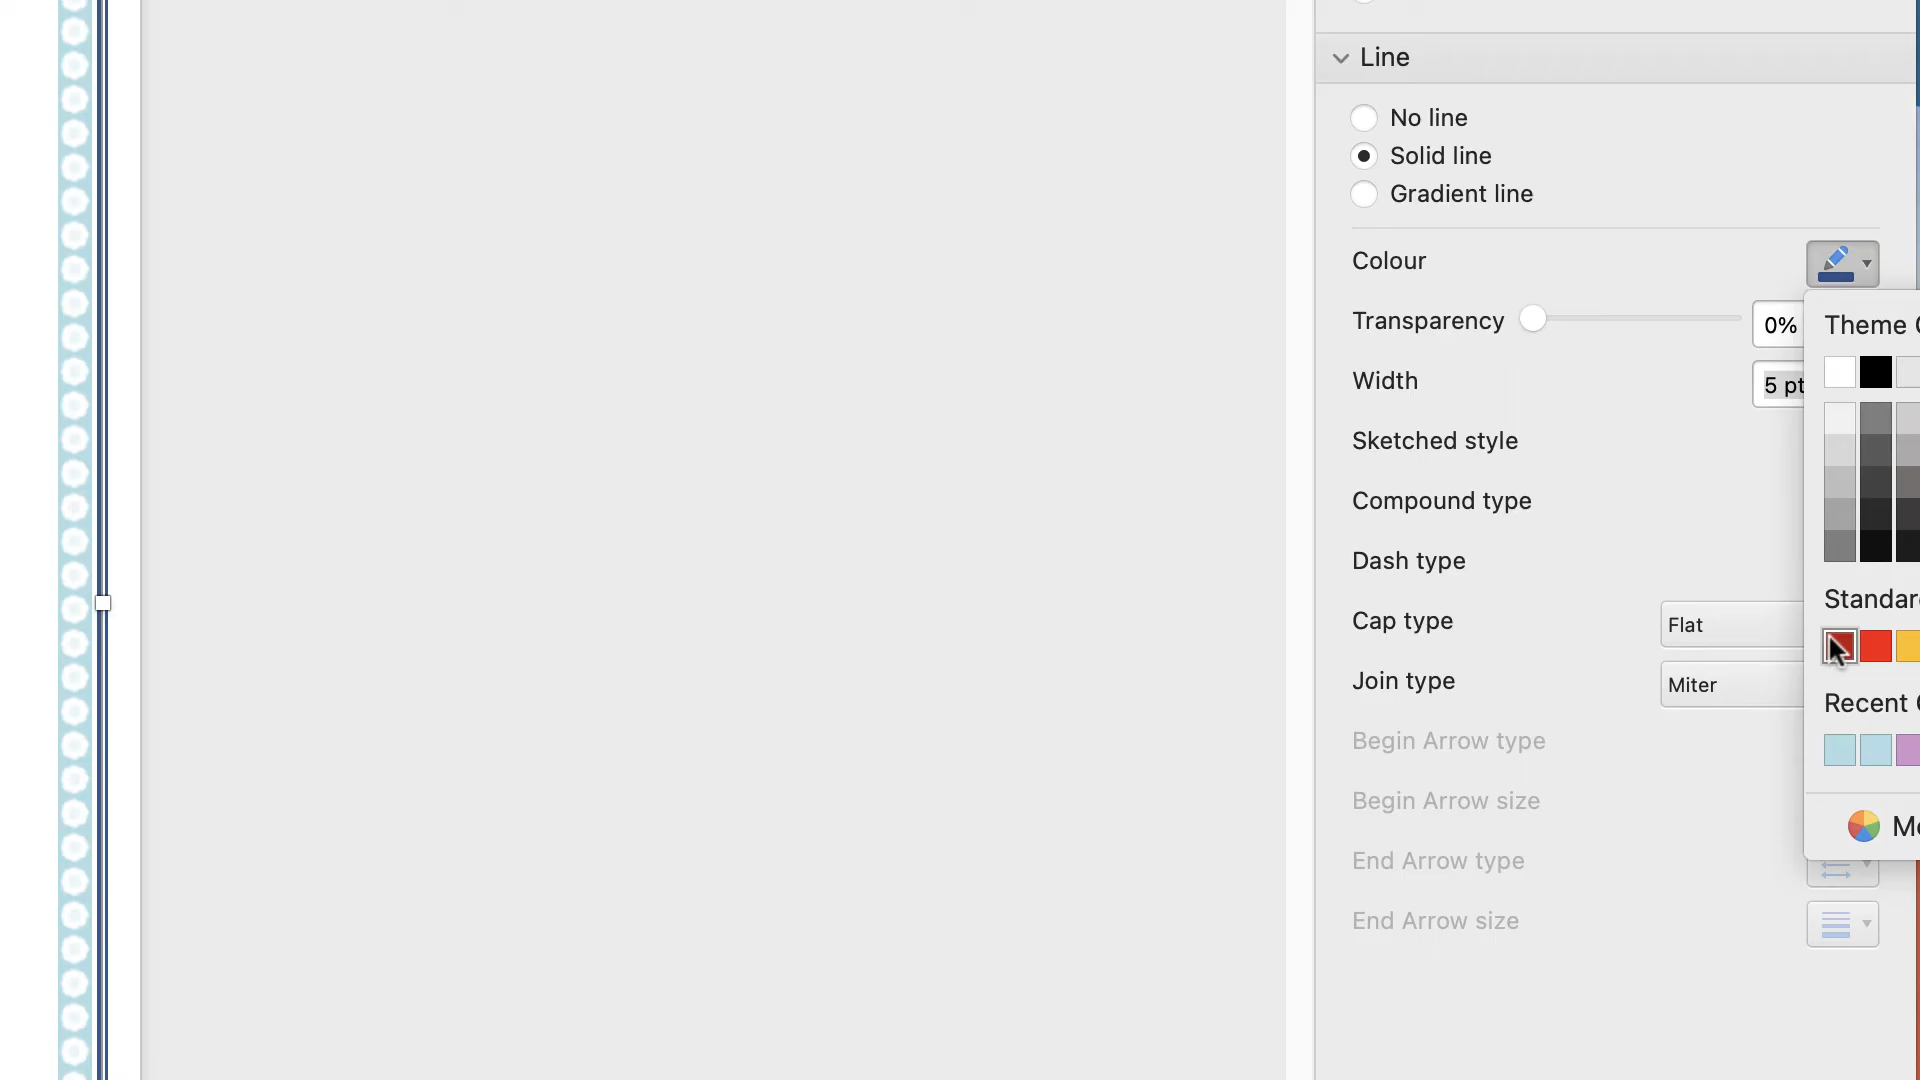 Line
No line
Solid line
Gradient line
Colour
Transparency 0%
Theme
Width 5 pt
Sketched style
Compound type
Dash type
Standar
Cap type Flat
Join type Miter
Recent
Begin Arrow type
Begin Arrow size
End Arrow type
End Arrow size